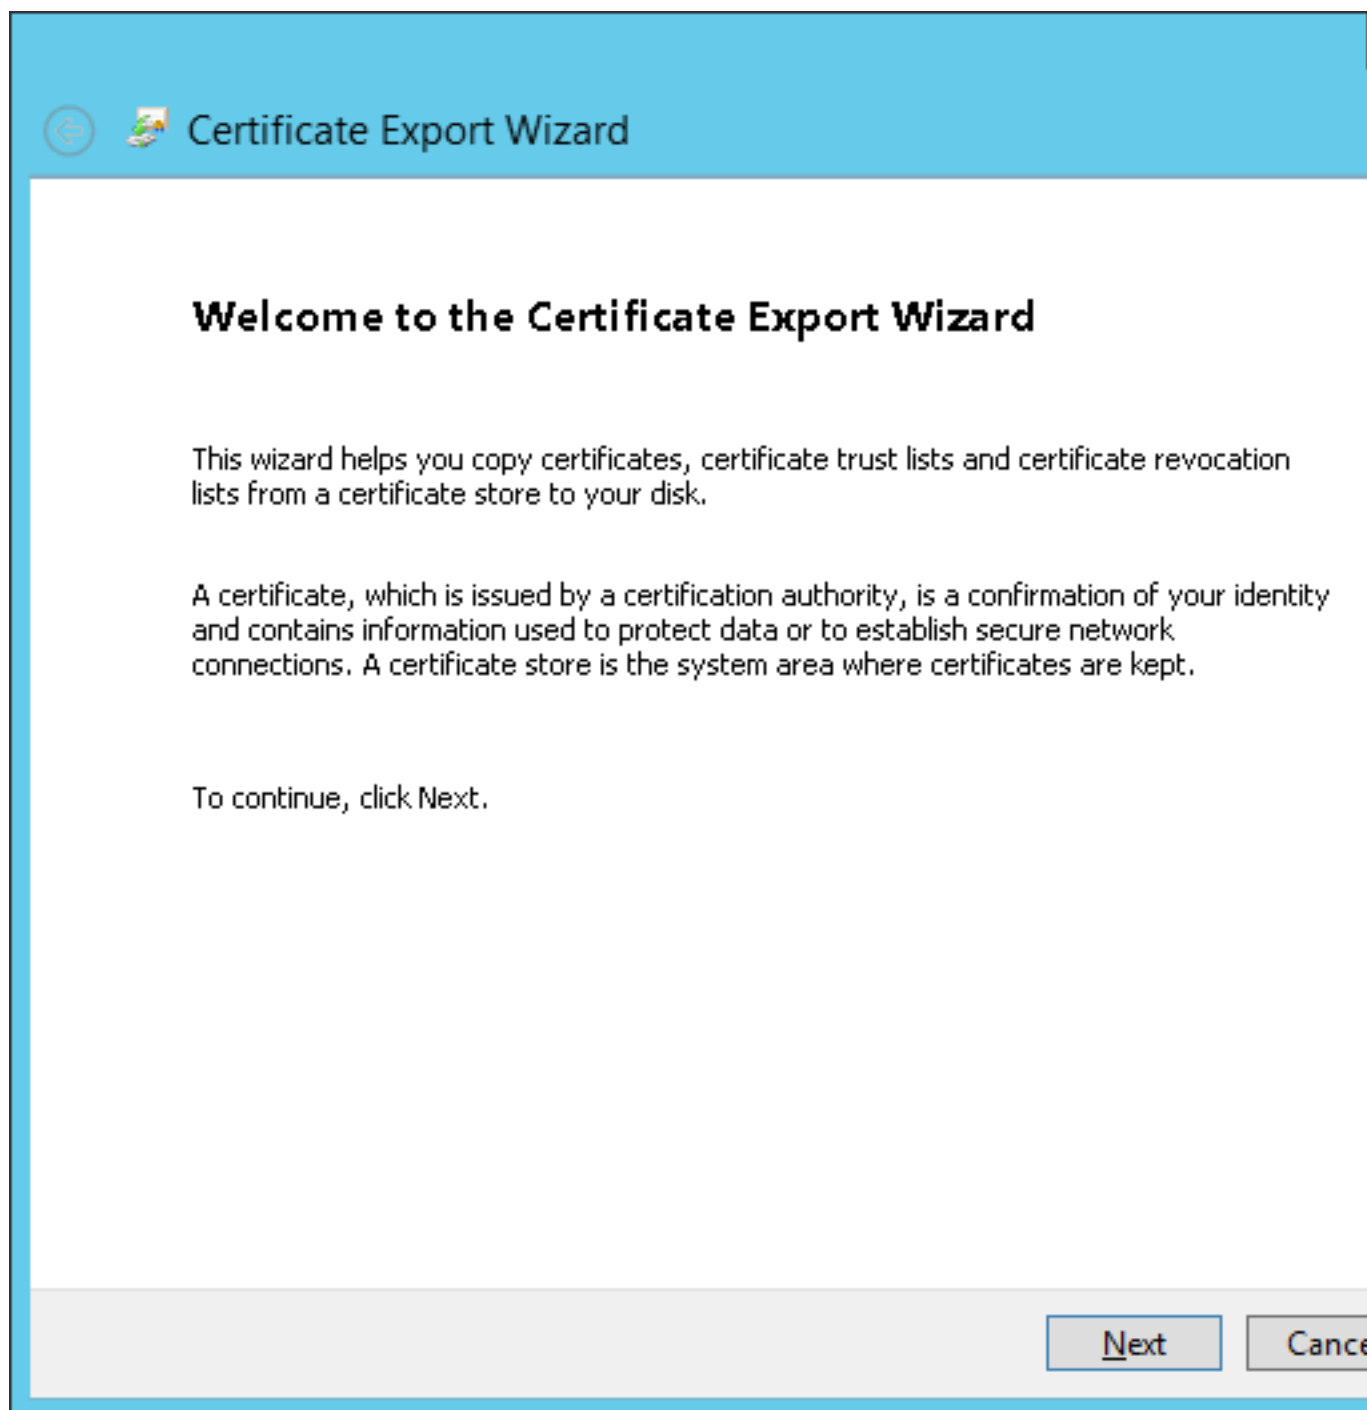 Certificate Export Wizard
Welcome to the Certificate Export Wizard
This wizard helps you copy certificates, certificate trust lists and certificate revocation
lists from a certificate store to your disk.
A certificate, which is issued by a certification authority, is a confirmation of your identity
and contains information used to protect data or to establish secure network
connections. A certificate store is the system area where certificates are kept.
To continue, click Next.
Next
Cance